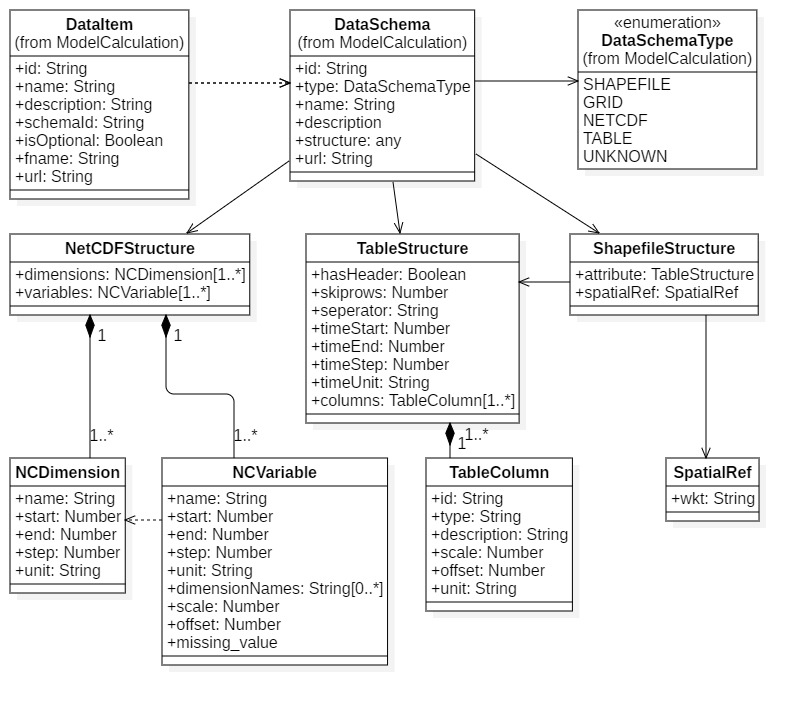 DataItem
(from ModelCalculation)
+id: String
+name: String
+description: String
+schemaId: String
+isOptional: Boolean
+fname: String
+url: String
DataSchema
(from ModelCalculation)
+id: String
+type: DataSchemaType
+name: String
+description
+structure: any
+url: String
«enumeration»
DataSchemaType
(from ModelCalculation)
SHAPEFILE
GRID
NETCDF
TABLE
UNKNOWN
NetCDFStructure
+dimensions: NCDimension[1..*]
+variables: NCVariable[1..*]
TableStructure
+hasHeader: Boolean
+skiprows: Number
+seperator: String
+timeStart: Number
+timeEnd: Number
+timeStep: Number
+timeUnit: String
+columns: TableColumn[1..*]
ShapefileStructure
+attribute: TableStructure
+spatialRef: SpatialRef
1
1
1..*
1..*
1
1..*
NCDimension
+name: String
+start: Number
+end: Number
+step: Number
+unit: String
NCVariable
+name: String
+start: Number
+end: Number
+step: Number
+unit: String
+dimensionNames: String[0..*]
+scale: Number
+offset: Number
+missing_value
TableColumn
+id: String
+type: String
+description: String
+scale: Number
+offset: Number
+unit: String
SpatialRef
+wkt: String